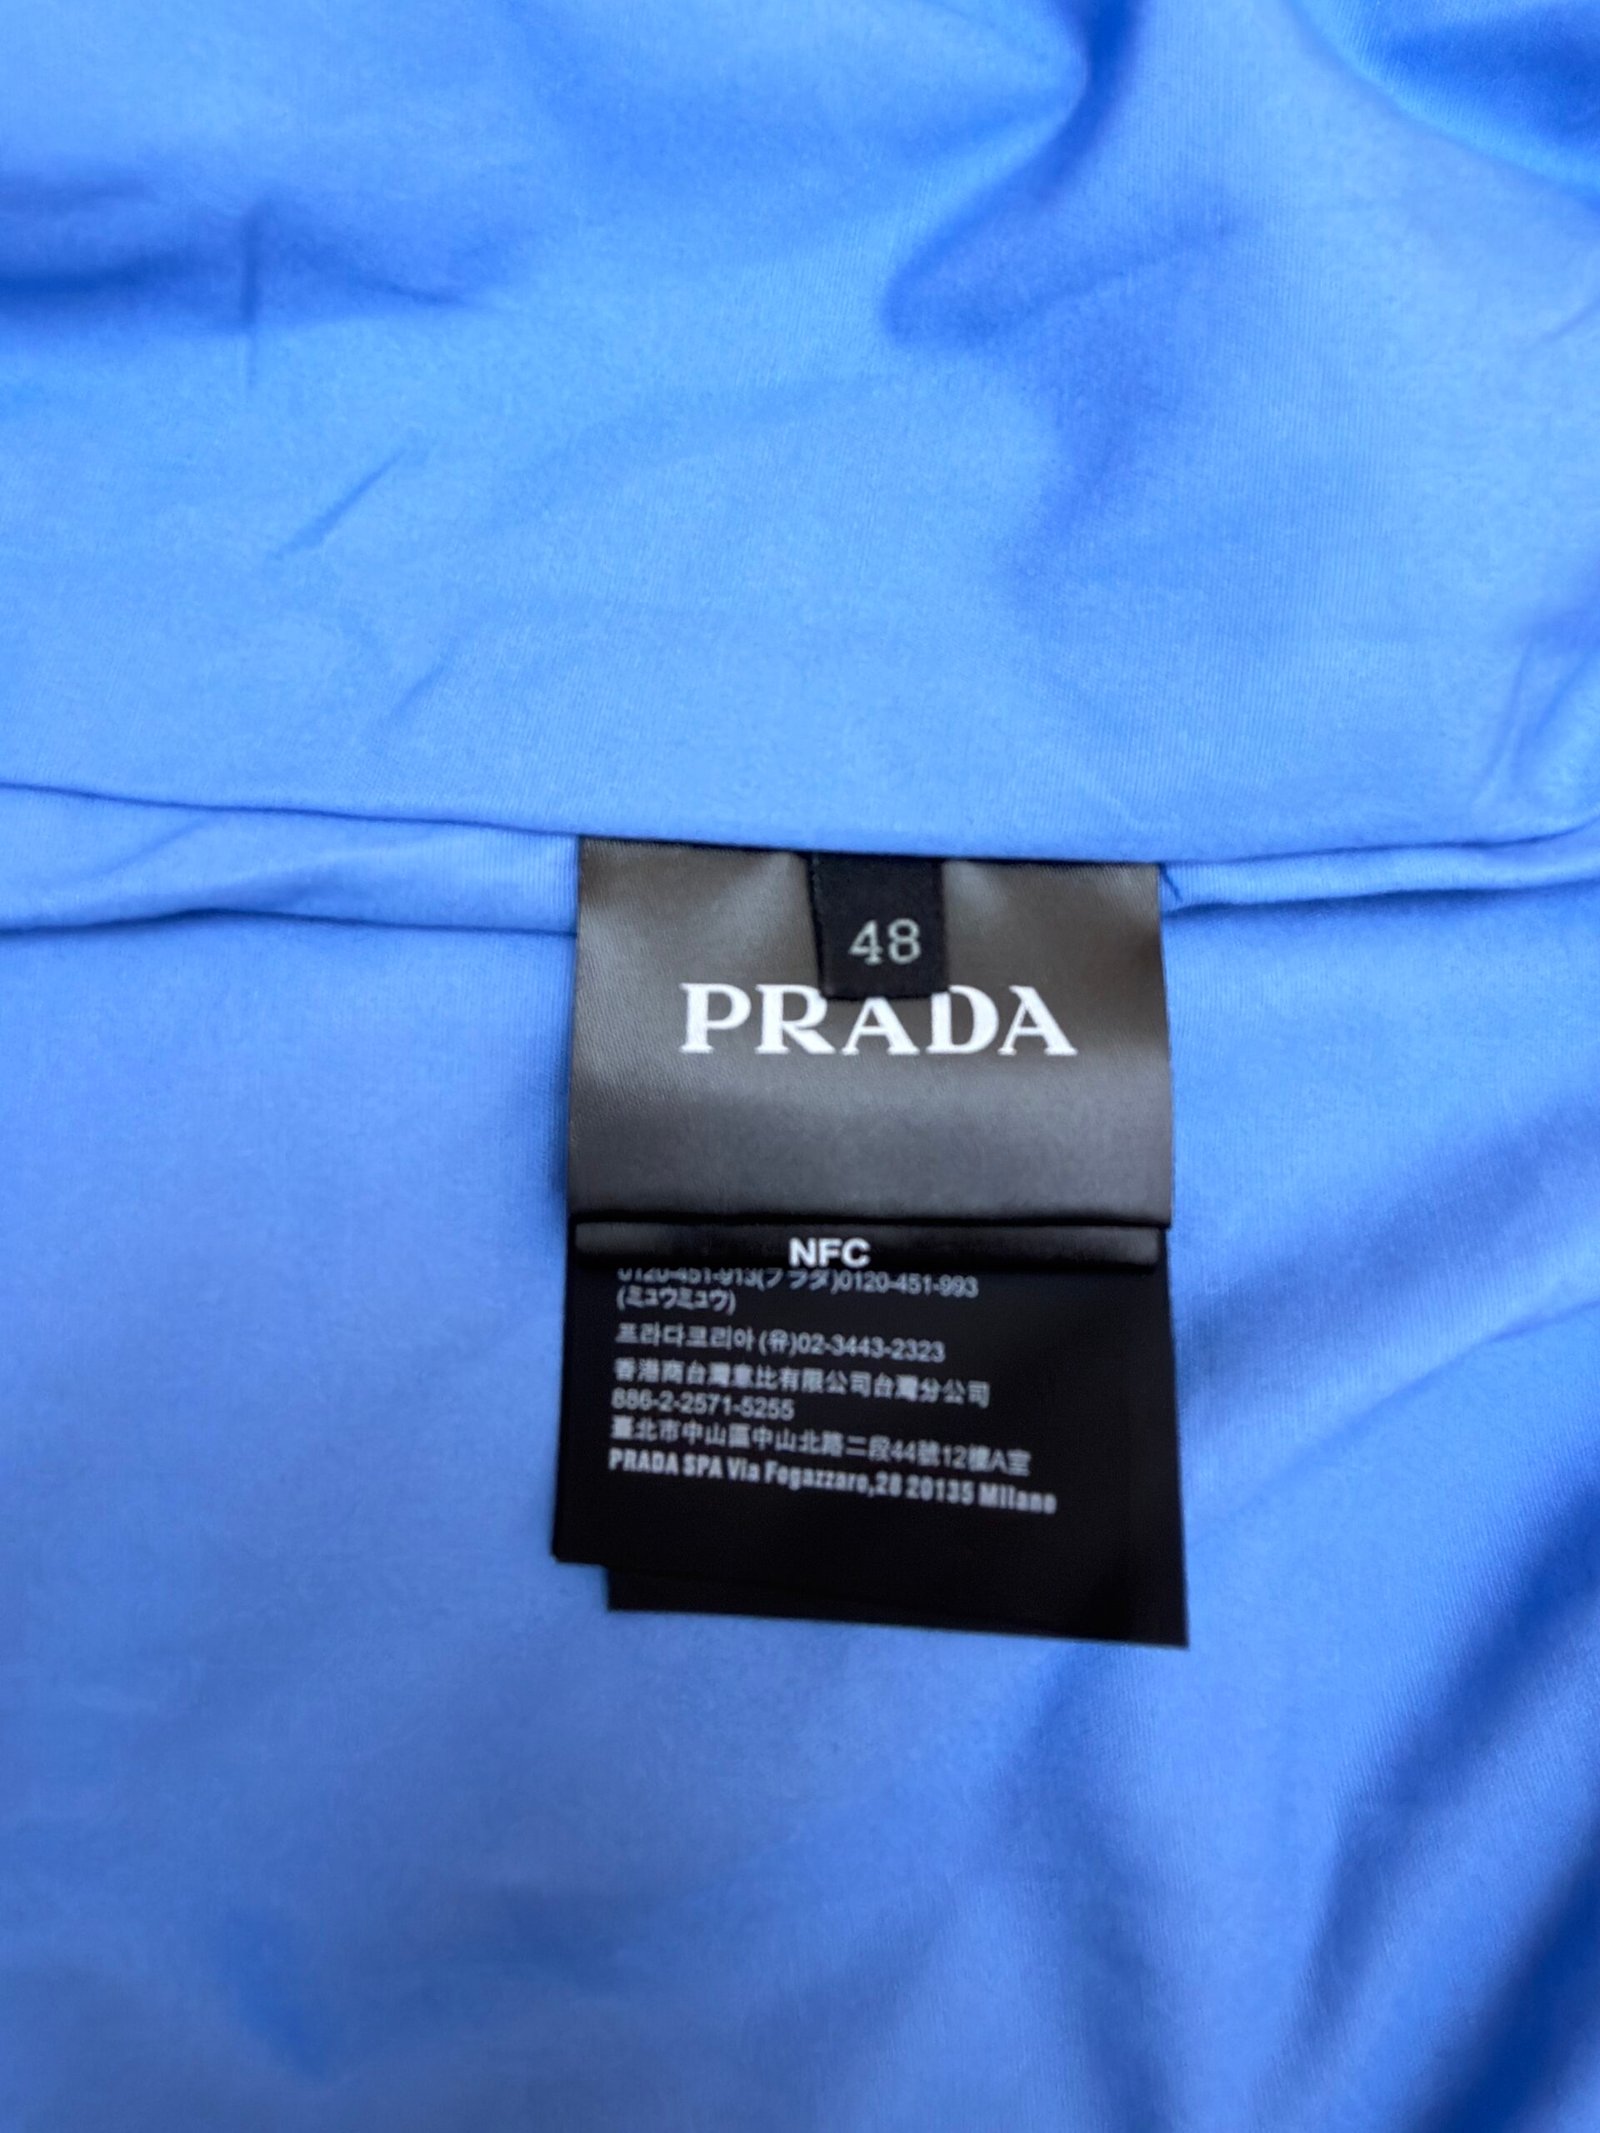 48
PRADA
NFC
0120-451-913(プラダ)0120-451-993
(ミュウミュウ)
프라다코리아(유)02-3443-2323
香港商台灣意比有限公司台灣分公司
886-2-2571-5255
臺北市中山區中山北路二段44號12樓A室
PRADA SPA Via Fogazzaro,28 20135 Milano